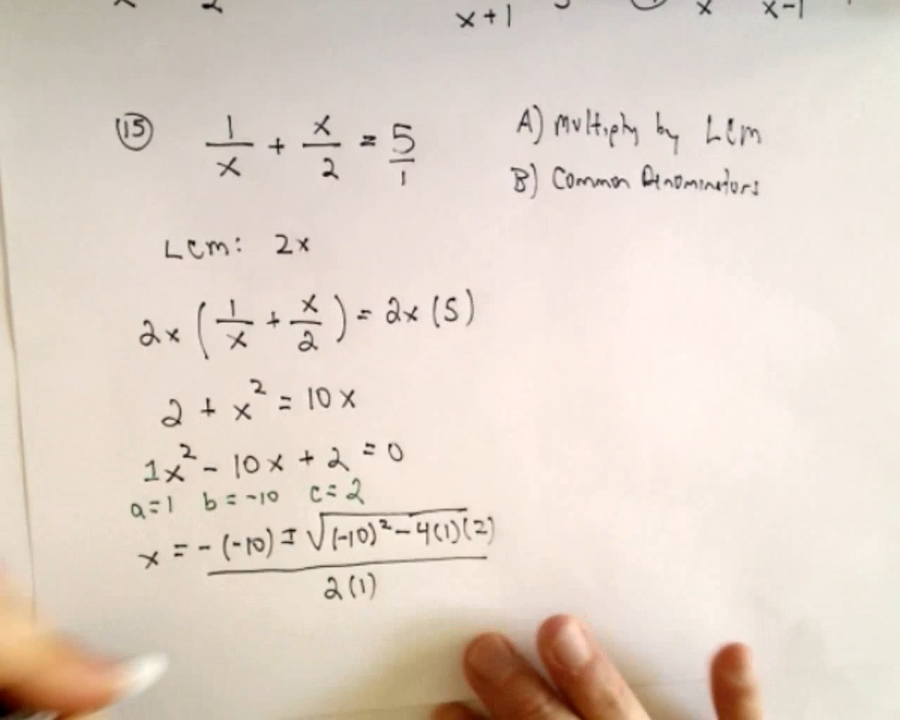 x + 1 x x-1
15 1/x + x/2 = 5/1
A) Multiply by LCM
B) Common Denominators
LCM: 2x
2x (1/x + x/2) = 2x (5)
2 + x² = 10x
1x² - 10x + 2 = 0
a=1 b=-10 c=2
x = -(-10) ± √(-10)² - 4(1)(2)
2(1)